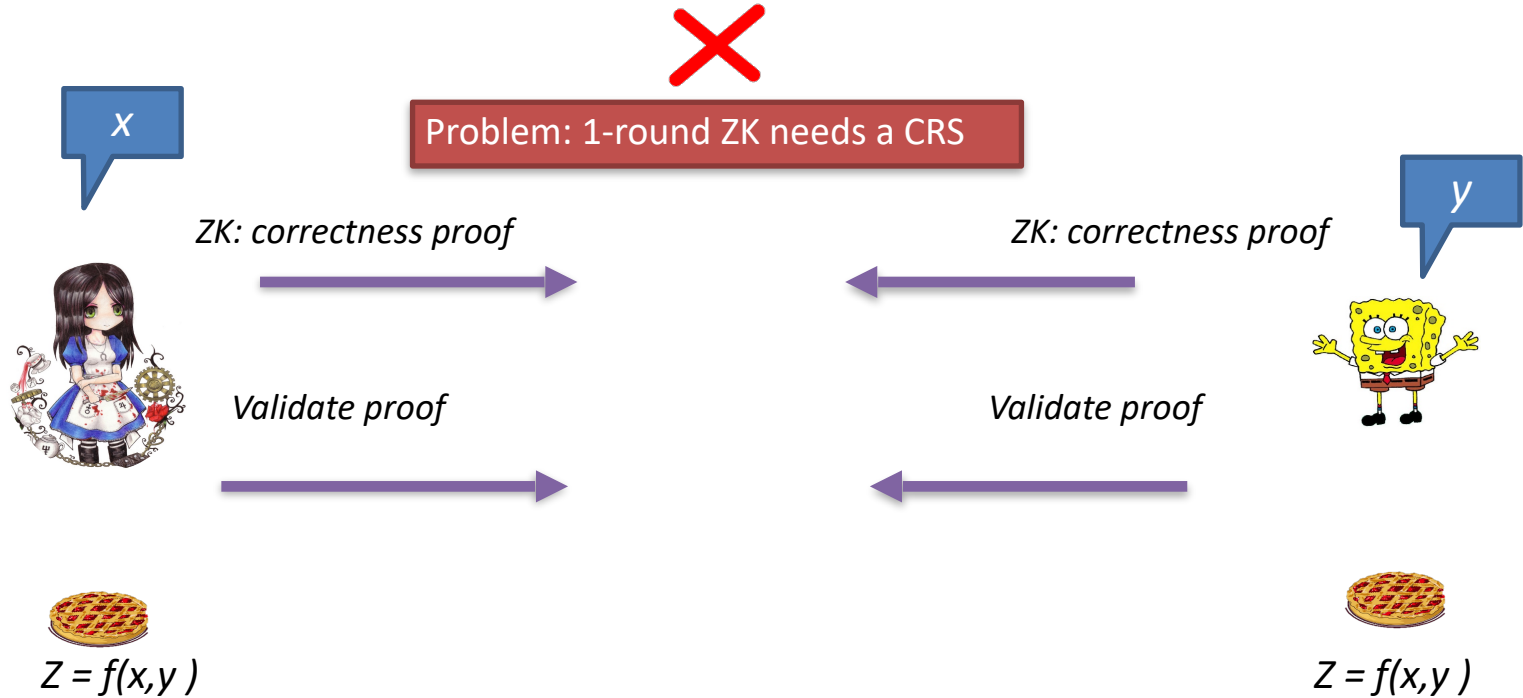 x
Problem: 1-round ZK needs a CRS
y
ZK: correctness proof
ZK: correctness proof
Validate proof
Validate proof
Z = f(x,y )
Z = f(x,y )